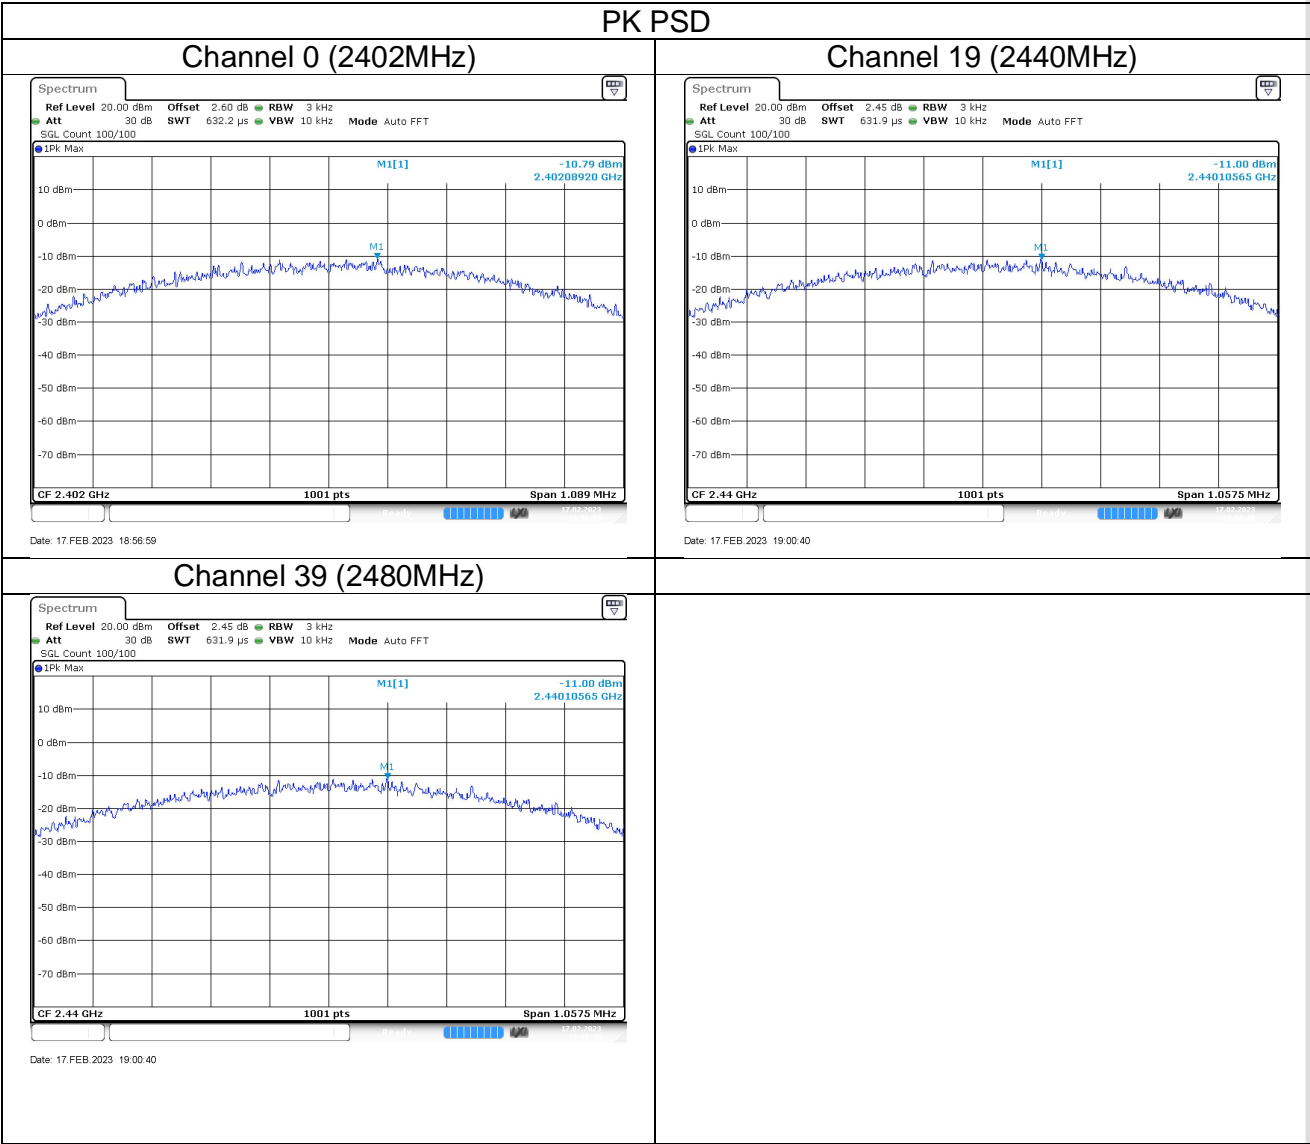 PK PSD
Channel 0 (2402MHz)
Channel 19 (2440MHz)
Spectrum
Ref Level 20.00 dBm Offset 2.60 dB RBW 3 kHz
Att 30 dB SWT 632.2 µs VBW 10 kHz Mode Auto FFT
SGL Count 100/100
1Pk Max
M1[1] -10.79 dBm
2.40208920 GHz
10 dBm
0 dBm
M1
-10 dBm
-20 dBm
-30 dBm
-40 dBm
-50 dBm
-60 dBm
-70 dBm
CF 2.402 GHz 1001 pts Span 1.089 MHz
Ready 17.02.2023
Date: 17.FEB.2023 18:56:59
Spectrum
Ref Level 20.00 dBm Offset 2.45 dB RBW 3 kHz
Att 30 dB SWT 631.9 µs VBW 10 kHz Mode Auto FFT
SGL Count 100/100
1Pk Max
M1[1] -11.00 dBm
2.44010565 GHz
10 dBm
0 dBm
M1
-10 dBm
-20 dBm
-30 dBm
-40 dBm
-50 dBm
-60 dBm
-70 dBm
CF 2.44 GHz 1001 pts Span 1.0575 MHz
Ready 17.02.2023
Date: 17.FEB.2023 19:00:40
Channel 39 (2480MHz)
Spectrum
Ref Level 20.00 dBm Offset 2.45 dB RBW 3 kHz
Att 30 dB SWT 631.9 µs VBW 10 kHz Mode Auto FFT
SGL Count 100/100
1Pk Max
M1[1] -11.00 dBm
2.44010565 GHz
10 dBm
0 dBm
M1
-10 dBm
-20 dBm
-30 dBm
-40 dBm
-50 dBm
-60 dBm
-70 dBm
CF 2.44 GHz 1001 pts Span 1.0575 MHz
Ready 17.02.2023
Date: 17.FEB.2023 19:00:40